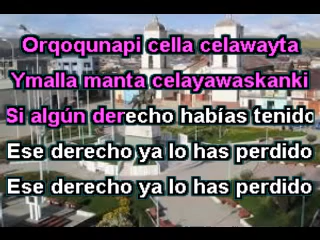 Orqoqunapi cella celawayta
Ymalla manta celayawaskanki
Si algún derecho habías tenido
Ese derecho ya lo has perdido
Ese derecho ya lo has perdido